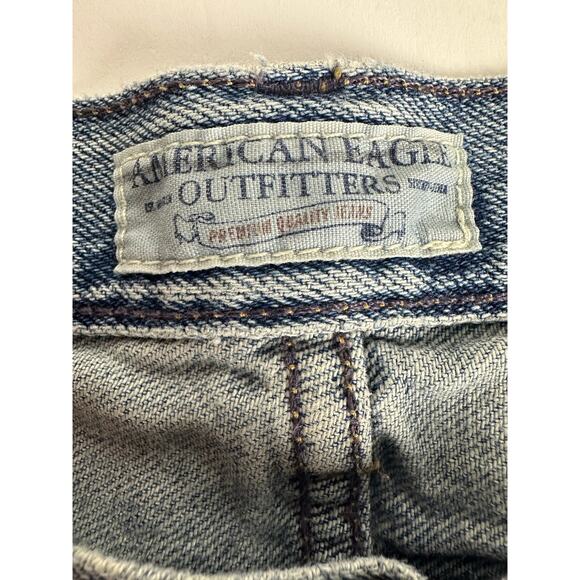 AMERICAN EAGLE
OUTFITTERS
PREMIUM QUALITY JEANS